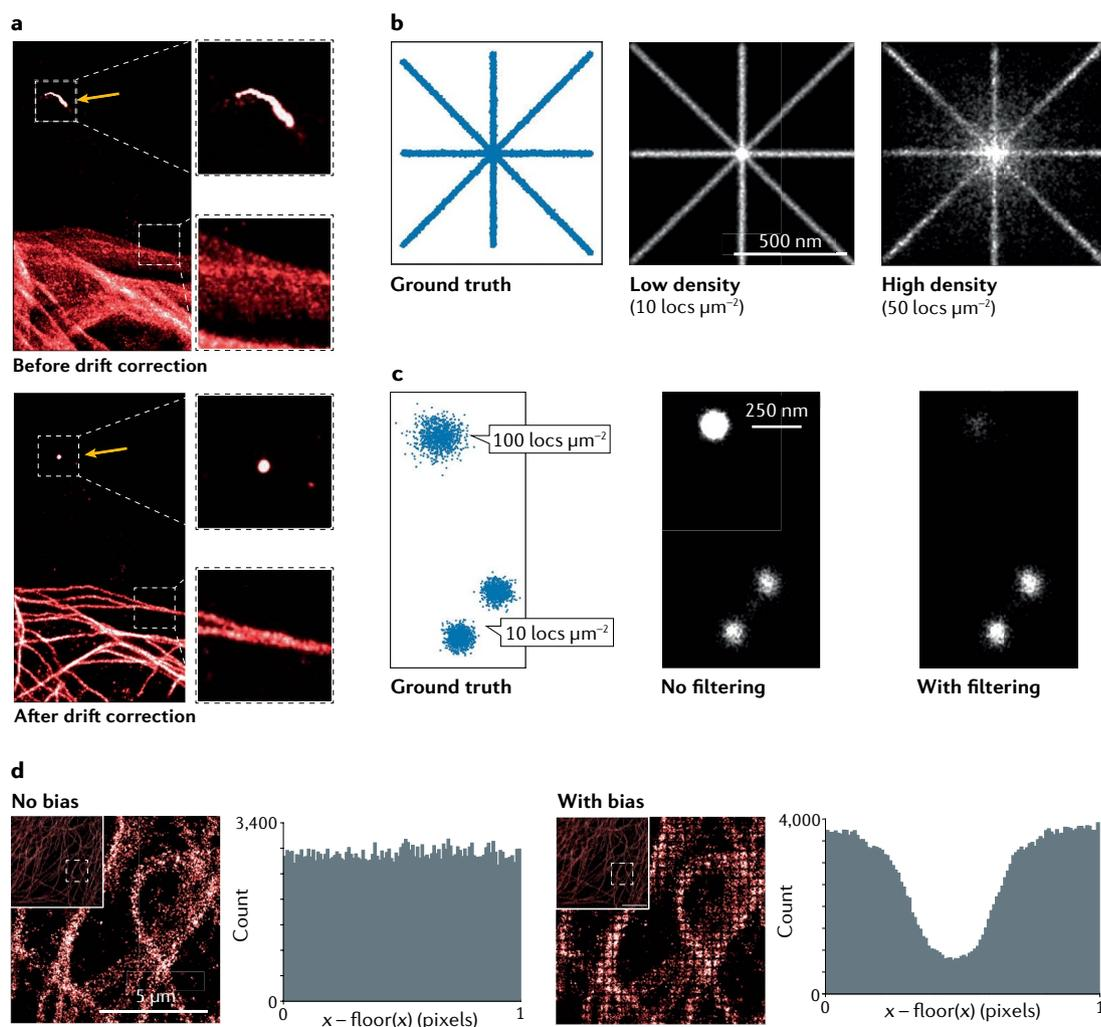 a
Before drift correction
After drift correction
b
500 nm
Ground truth
Low density
(10 locs μm⁻²)
High density
(50 locs μm⁻²)
c
100 locs μm⁻²
10 locs μm⁻²
250 nm
Ground truth
No filtering
With filtering
d
No bias
5 μm
3,400
Count
0
1
x – floor(x) (pixels)
With bias
4,000
Count
0
1
x – floor(x) (pixels)